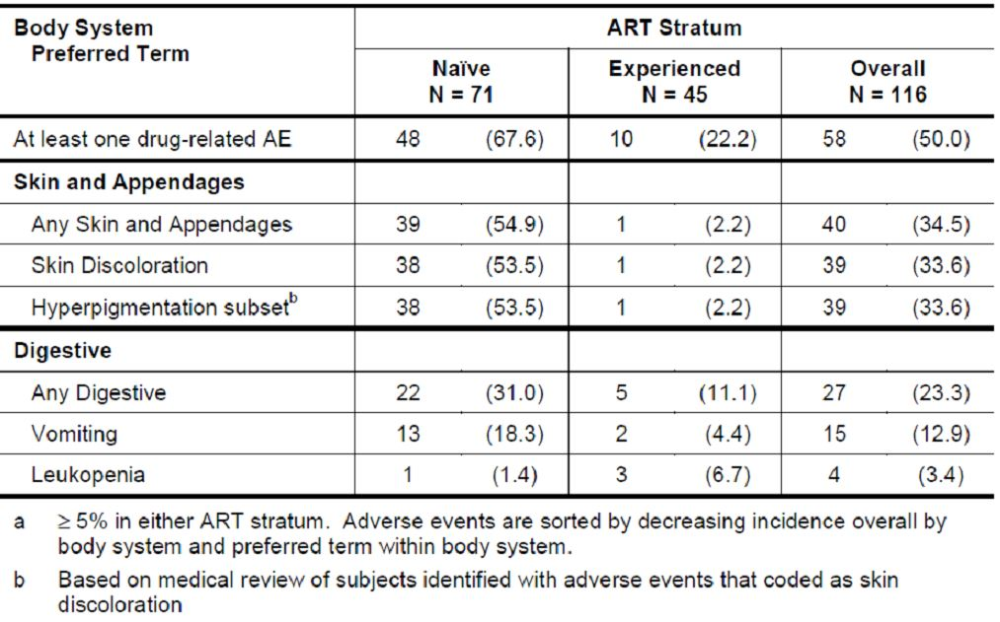 Body System
Preferred Term
ART Stratum
Naïve
N = 71
Experienced
N = 45
Overall
N = 116
At least one drug-related AE 48 (67.6) 10 (22.2) 58 (50.0)
Skin and Appendages
Any Skin and Appendages 39 (54.9) 1 (2.2) 40 (34.5)
Skin Discoloration 38 (53.5) 1 (2.2) 39 (33.6)
Hyperpigmentation subset^b 38 (53.5) 1 (2.2) 39 (33.6)
Digestive
Any Digestive 22 (31.0) 5 (11.1) 27 (23.3)
Vomiting 13 (18.3) 2 (4.4) 15 (12.9)
Leukopenia 1 (1.4) 3 (6.7) 4 (3.4)
a ≥ 5% in either ART stratum. Adverse events are sorted by decreasing incidence overall by
body system and preferred term within body system.
b Based on medical review of subjects identified with adverse events that coded as skin
discoloration